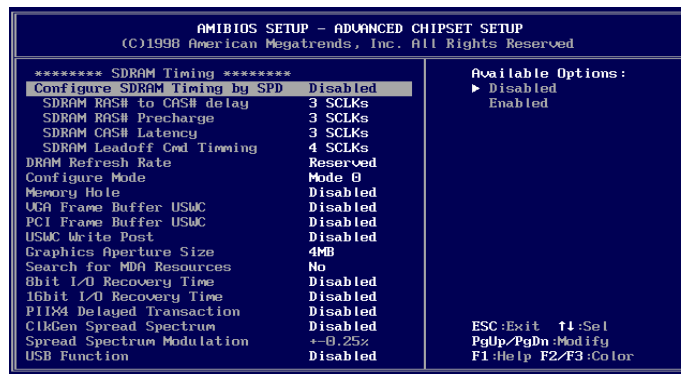 AMIBIOS SETUP - ADVANCED CHIPSET SETUP
(C)1998 American Megatrends, Inc. All Rights Reserved
******** SDRAM Timing ********
Configure SDRAM Timing by SPD Disabled
SDRAM RAS# to CAS# delay 3 SCLKs
SDRAM RAS# Precharge 3 SCLKs
SDRAM CAS# Latency 3 SCLKs
SDRAM Leadoff Cmd Timming 4 SCLKs
DRAM Refresh Rate Reserved
Configure Mode Mode 0
Memory Hole Disabled
VGA Frame Buffer USWC Disabled
PCI Frame Buffer USWC Disabled
USWC Write Post Disabled
Graphics Aperture Size 4MB
Search for MDA Resources No
8bit I/O Recovery Time Disabled
16bit I/O Recovery Time Disabled
PIIX4 Delayed Transaction Disabled
ClkGen Spread Spectrum Disabled
Spread Spectrum Modulation +-0.25%
USB Function Disabled
Available Options:
► Disabled
Enabled
ESC:Exit ↑↓:Sel
PgUp/PgDn:Modify
F1:Help F2/F3:Color